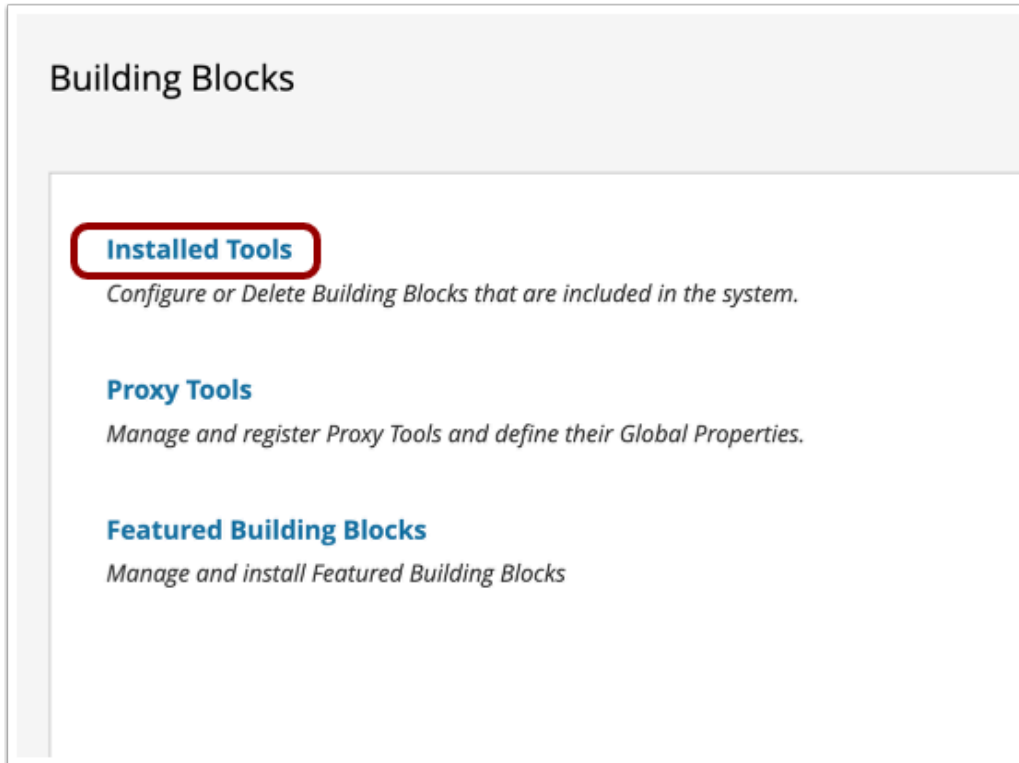 Building Blocks
Installed Tools
Configure or Delete Building Blocks that are included in the system.
Proxy Tools
Manage and register Proxy Tools and define their Global Properties.
Featured Building Blocks
Manage and install Featured Building Blocks